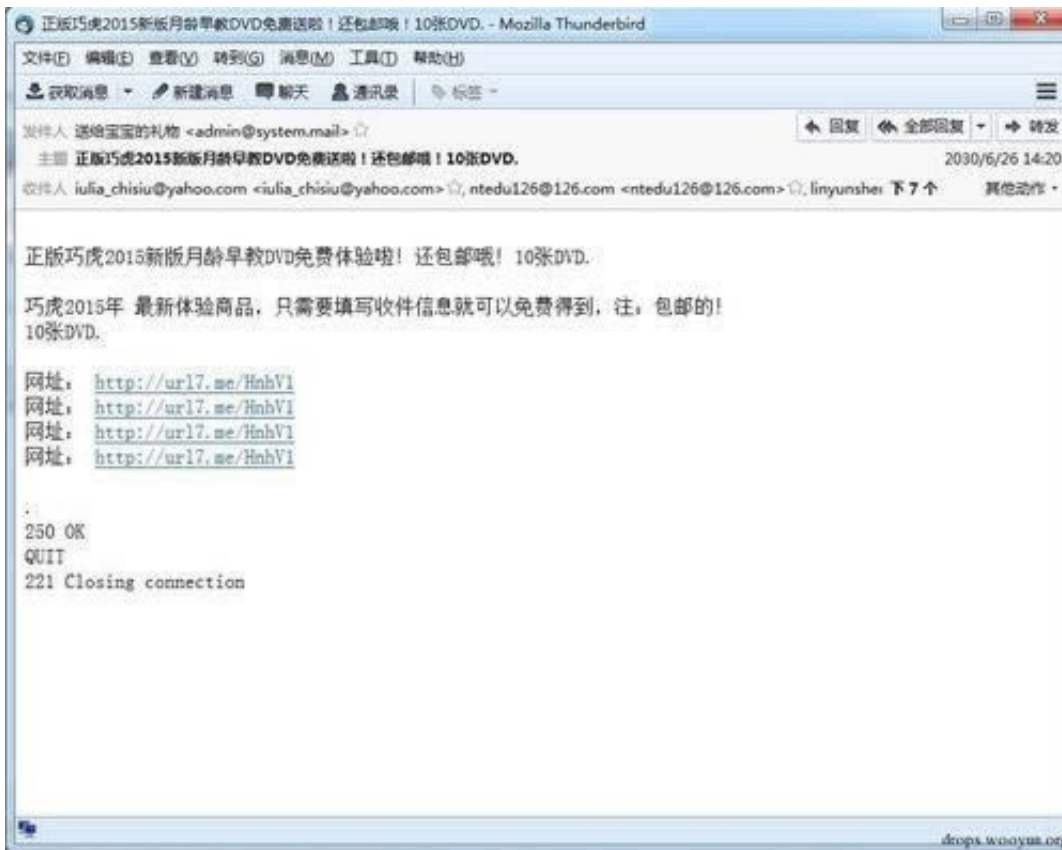 正版巧虎2015新版月龄早教DVD免费送啦！还包邮哦！10张DVD. - Mozilla Thunderbird
文件(F) 编辑(E) 查看(V) 转到(G) 消息(M) 工具(T) 帮助(H)
获取消息 新建消息 聊天 通讯录 标签
发件人 送给宝宝的礼物 <admin@system.mail> 回复 全部回复 转发
主题 正版巧虎2015新版月龄早教DVD免费送啦！还包邮哦！10张DVD. 2030/6/26 14:20
收件人 iulia_chisiu@yahoo.com <iulia_chisiu@yahoo.com>, ntedu126@126.com <ntedu126@126.com>, linyunshe 下 7 个 其他动作
正版巧虎2015新版月龄早教DVD免费体验啦！还包邮哦！10张DVD.
巧虎2015年 最新体验商品，只需要填写收件信息就可以免费得到，注：包邮的！
10张DVD.
网址： http://url7.me/HnhV1
网址： http://url7.me/HnhV1
网址： http://url7.me/HnhV1
网址： http://url7.me/HnhV1
.
250 OK
QUIT
221 Closing connection
drops.wooyun.or